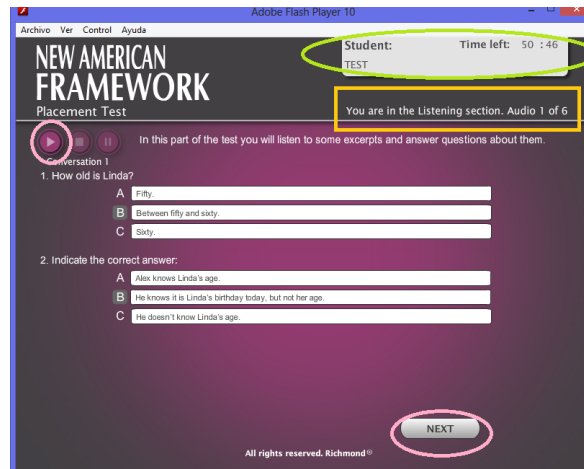 Adobe Flash Player 10
Archivo Ver Control Ayuda
NEW AMERICAN
FRAMEWORK
Placement Test
Student: Time left: 50 : 46
TEST
You are in the Listening section. Audio 1 of 6
In this part of the test you will listen to some excerpts and answer questions about them.
Conversation 1
1. How old is Linda?
A Fifty.
B Between fifty and sixty.
C Sixty.
2. Indicate the correct answer:
A Alex knows Linda's age.
B He knows it is Linda's birthday today, but not her age.
C He doesn't know Linda's age.
NEXT
All rights reserved. Richmond®